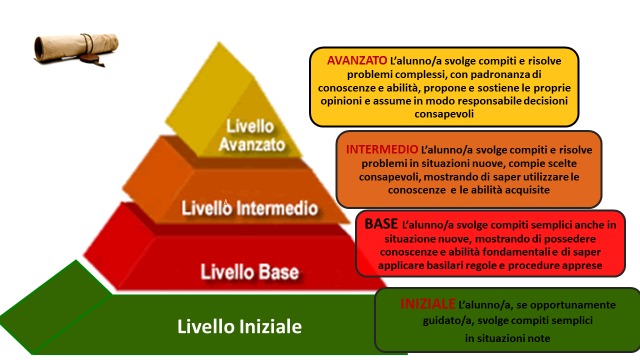 AVANZATO L'alunno/a svolge compiti e risolve
problemi complessi, con padronanza di
conoscenze e abilità, propone e sostiene le proprie
opinioni e assume in modo responsabile decisioni
consapevoli
Livello
Avanzato
INTERMEDIO L'alunno/a svolge compiti e risolve
problemi in situazioni nuove, compie scelte
consapevoli, mostrando di saper utilizzare le
conoscenze e le abilità acquisite
Livello Intermedio
BASE L'alunno/a svolge compiti semplici anche in
situazione nuove, mostrando di possedere
conoscenze e abilità fondamentali e di saper
applicare basilari regole e procedure apprese
Livello Base
INIZIALE L'alunno/a, se opportunamente
guidato/a, svolge compiti semplici
in situazioni note
Livello Iniziale